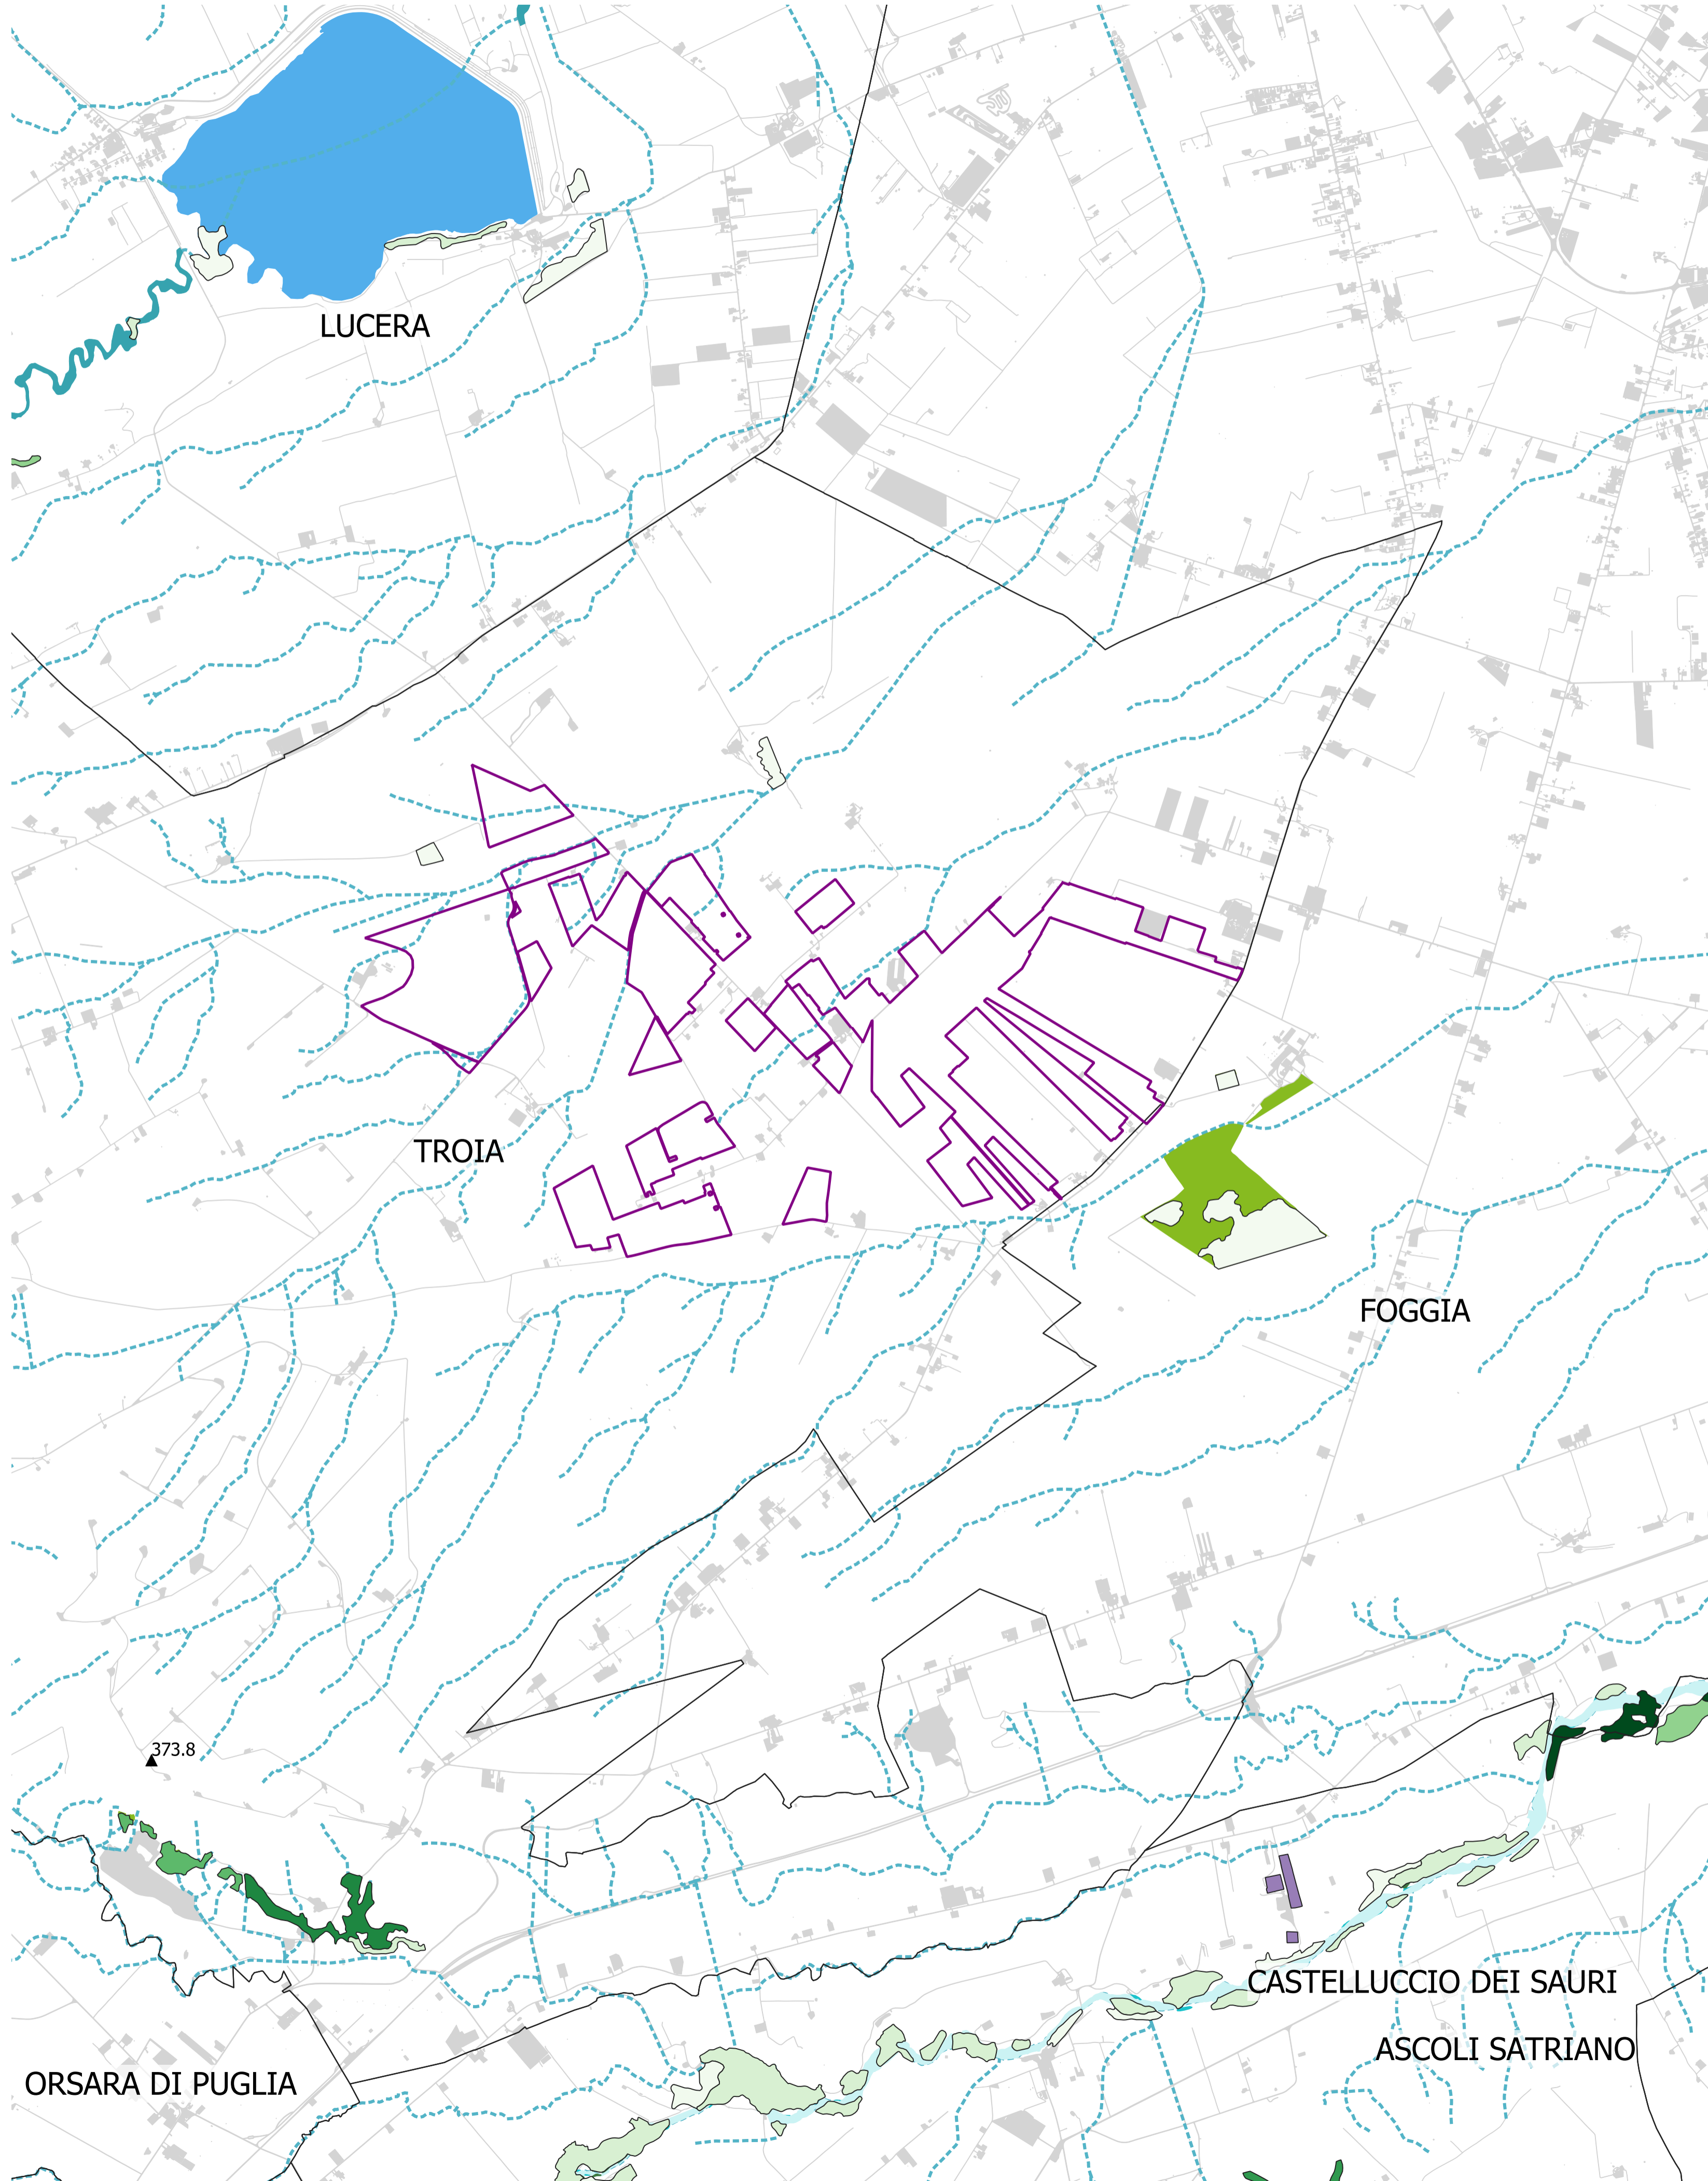 LUCERA
TROIA
FOGGIA
373.8
CASTELLUCCIO DEI SAURI
ASCOLI SATRIANO
ORSARA DI PUGLIA